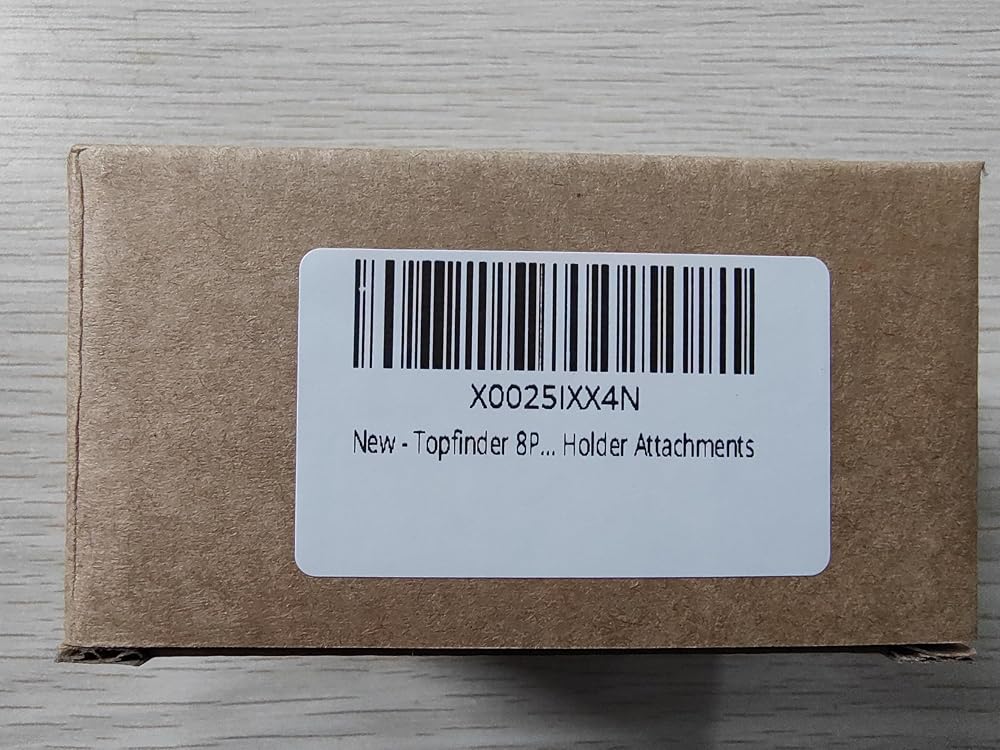 X0025IXX4N
New - Topfinder 8P... Holder Attachments